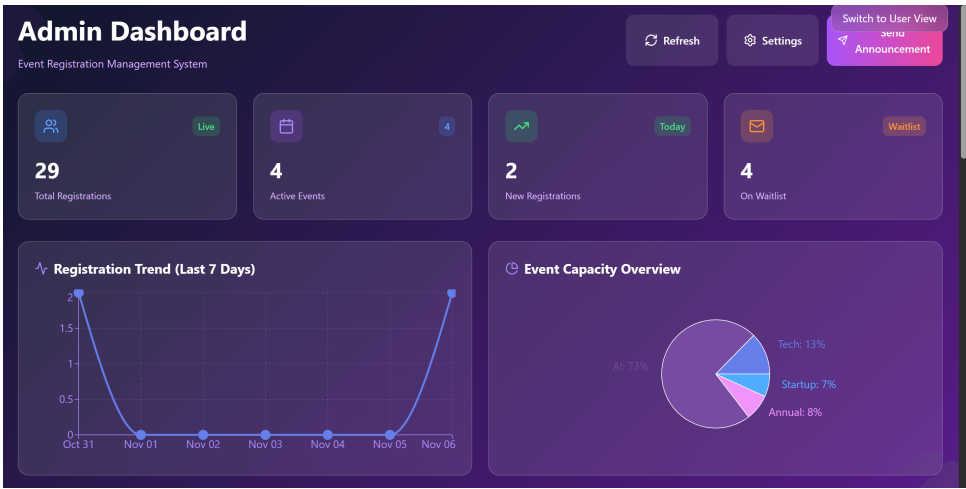 Admin Dashboard
Event Registration Management System
Refresh
Settings
Switch to User View
Send
Announcement
Live
29
Total Registrations
4
4
Active Events
Today
2
New Registrations
Waitlist
4
On Waitlist
Registration Trend (Last 7 Days)
2
1.5
1
0.5
0
Oct 31 Nov 01 Nov 02 Nov 03 Nov 04 Nov 05 Nov 06
Event Capacity Overview
Tech: 13%
AI: 73%
Startup: 7%
Annual: 8%